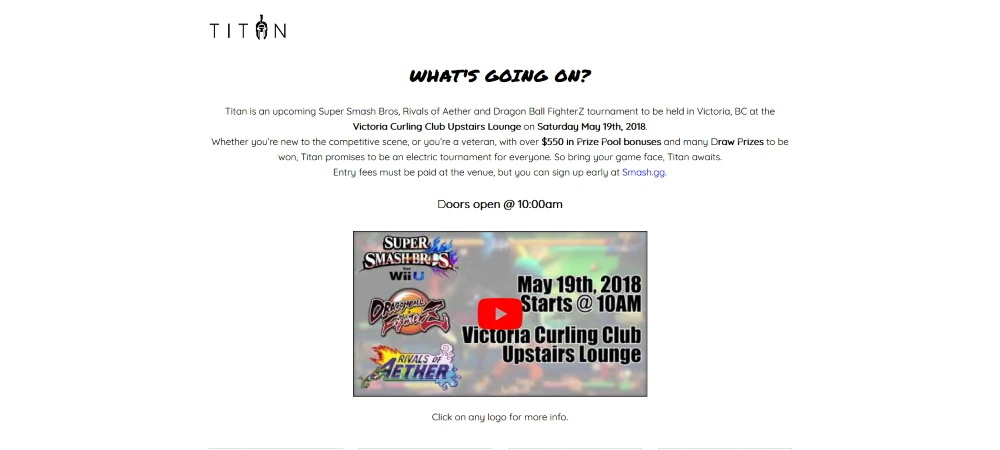 TITAN
WHAT'S GOING ON?
Titan is an upcoming Super Smash Bros, Rivals of Aether and Dragon Ball FighterZ tournament to be held in Victoria, BC at the
Victoria Curling Club Upstairs Lounge on Saturday May 19th, 2018.
Whether you're new to the competitive scene, or you're a veteran, with over $550 in Prize Pool bonuses and many Draw Prizes to be
won, Titan promises to be an electric tournament for everyone. So bring your game face, Titan awaits.
Entry fees must be paid at the venue, but you can sign up early at Smash.gg.
Doors open @ 10:00am
SUPER
SMASH BROS.
for
Wii U
DRAGONBALL
FighterZ
RIVALS OF
AETHER
May 19th, 2018
Starts @ 10AM
Victoria Curling Club
Upstairs Lounge
Click on any logo for more info.